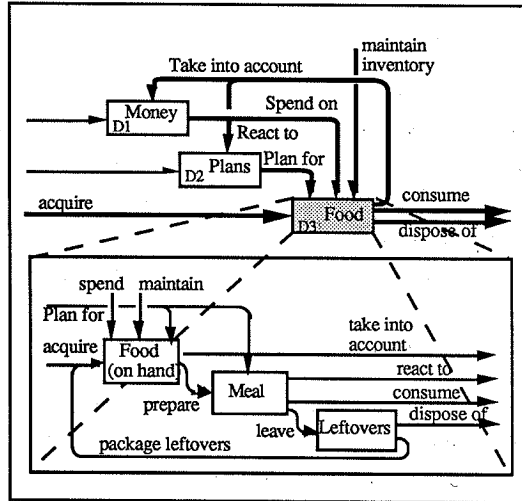 maintain
inventory
Take into account
Money
D1
Spend on
React to
Plans
D2
Plan for
acquire
Food
D3
consume
dispose of
spend maintain
Plan for
acquire
Food
(on hand)
take into
account
react to
prepare
Meal
consume
leave
Leftovers
dispose of
package leftovers